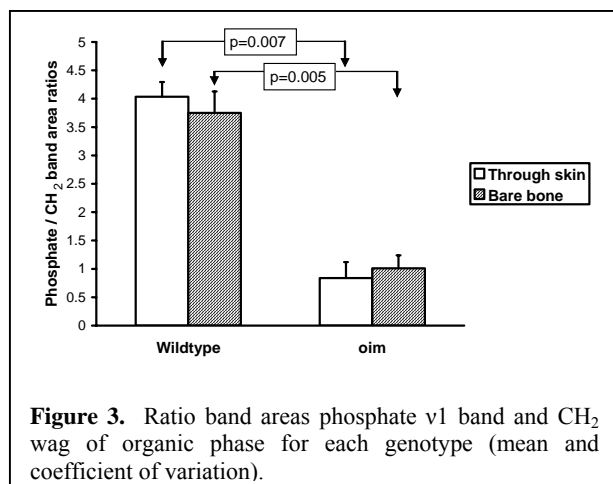 p=0.007
p=0.005
Phosphate / CH2 band area ratios
5
4.5
4
3.5
3
2.5
2
1.5
1
0.5
0
Wildtype
oim
Through skin
Bare bone
Figure 3. Ratio band areas phosphate ν1 band and CH2
wag of organic phase for each genotype (mean and
coefficient of variation).